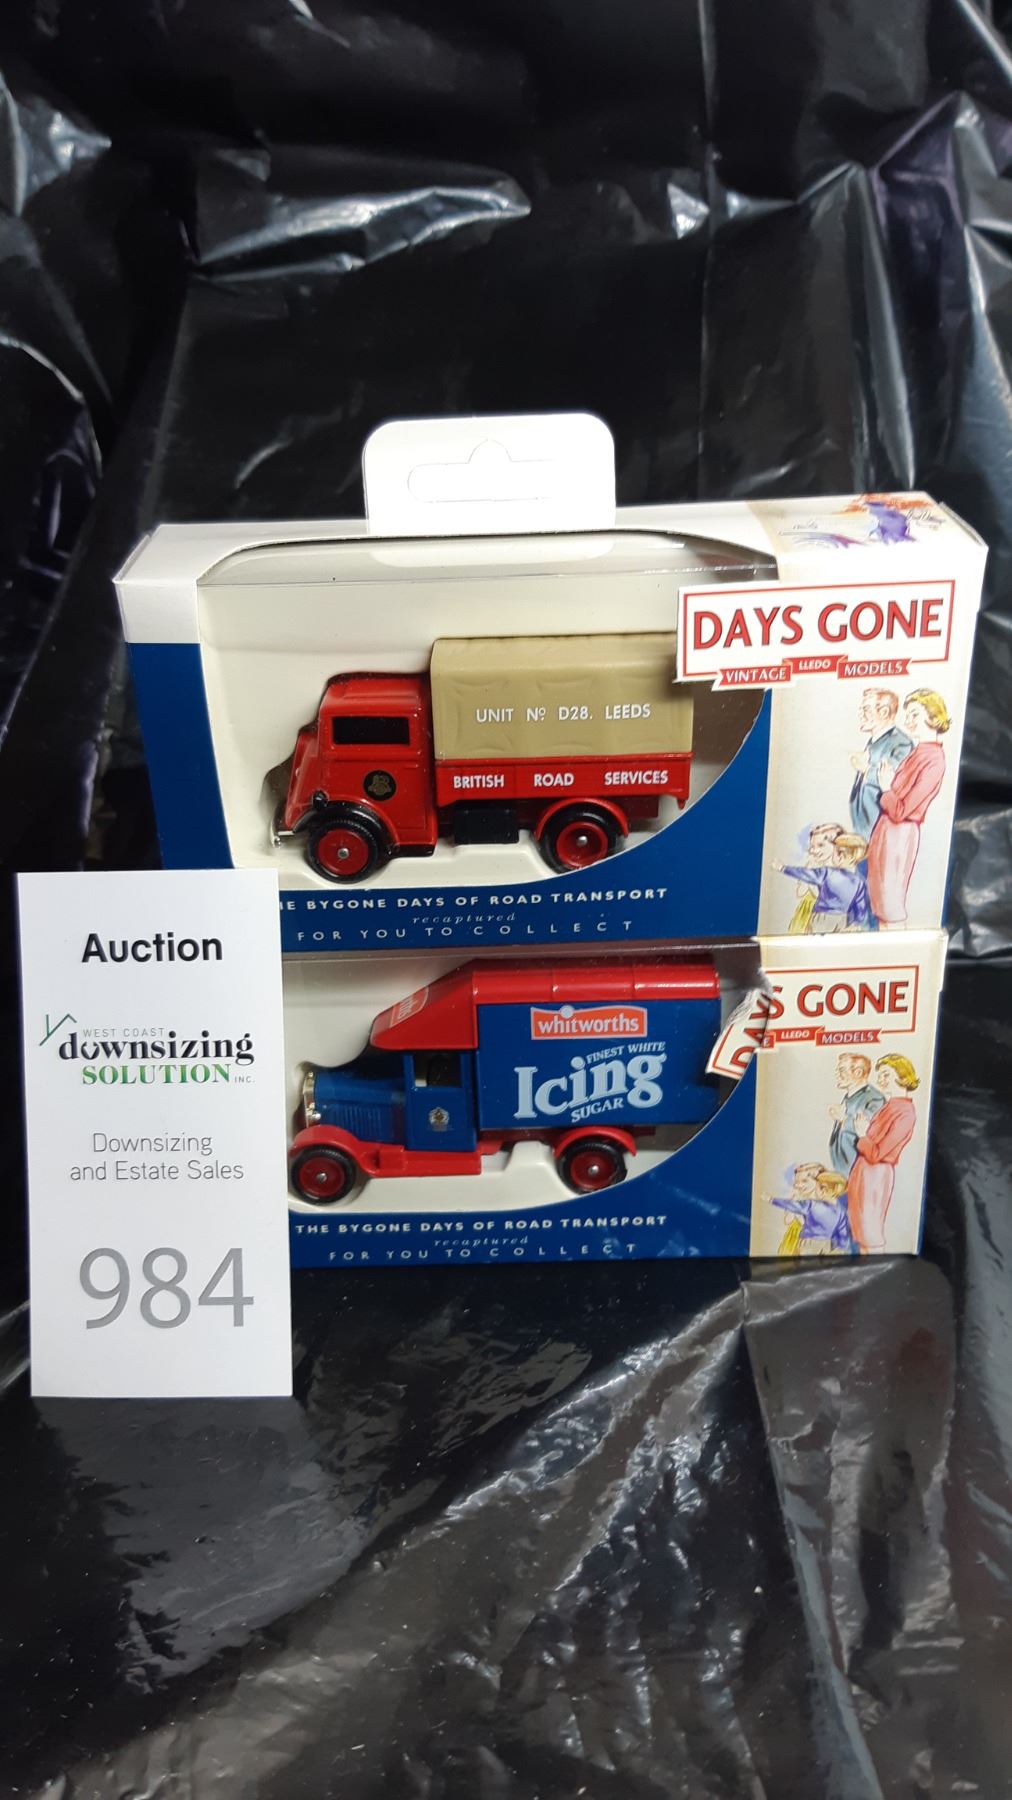 DAYS GONE
VINTAGE LLEDO MODELS
UNIT Nº D28. LEEDS
BRITISH ROAD SERVICES
BYGONE DAYS OF ROAD TRANSPORT
recaptured
FOR YOU TO COLLECT
DAYS GONE
LLEDO MODELS
whitworths
FINEST WHITE
Icing
SUGAR
THE BYGONE DAYS OF ROAD TRANSPORT
recaptured
FOR YOU TO COLLECT
Auction
WEST COAST
downsizing
SOLUTION INC.
Downsizing
and Estate Sales
984